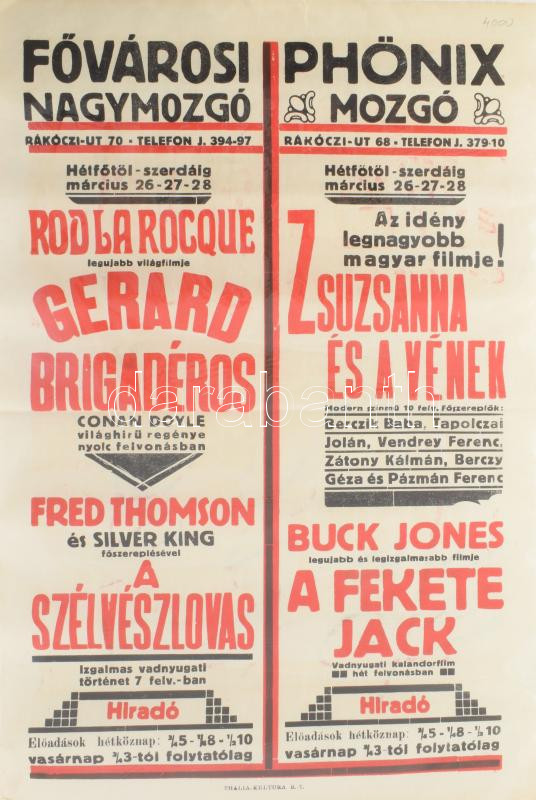 4000
FŐVÁROSI
NAGYMOZGÓ
RÁKÓCZI-UT 70 • TELEFON J. 394-97
Hétfőtől - szerdáig
március 26-27-28
ROD LA ROCQUE
legujabb világfilmje
GERARD
BRIGADÉROS
CONAN DOYLE
világhirű regénye
nyolc felvonásban
FRED THOMSON
és SILVER KING
főszereplésével
A
SZÉLVÉSZLOVAS
Izgalmas vadnyugati
történet 7 felv.-ban
Hiradó
Előadások hétköznap: ¾5 - ¼8 - ½10
vasárnap ¾3-tól folytatólag
PHÖNIX
MOZGÓ
RÁKÓCZI-UT 68 • TELEFON J. 379-10
Hétfőtől - szerdáig
március 26-27-28
Az idény
legnagyobb
magyar filmje!
ZSUZSANNA
ÉS A VÉNEK
Modern szinmű 10 felv. Főszereplők:
Berczik Baba, Tapolczai
Jolán, Vendrey Ferenc,
Zátony Kálmán, Berczy
Géza és Pázmán Ferenc
BUCK JONES
legujabb és legizgalmasabb filmje
A FEKETE
JACK
Vadnyugati kalandorfilm
hét felvonásban
Hiradó
Előadások hétköznap: ¾5 - ¼8 - ½10
vasárnap ¾3-tól folytatólag
THALIA-KULTURA R. T.
darabanth